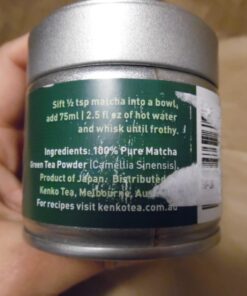 Sift ½ tsp matcha into a bowl,
add 75ml | 2.5 fl oz of hot water
and whisk until frothy.
Ingredients: 100% Pure Matcha
Green Tea Powder (Camellia Sinensis).
Product of Japan. Distributed
Kenko Tea, Melbourne,
For recipes visit kenkotea.com.au